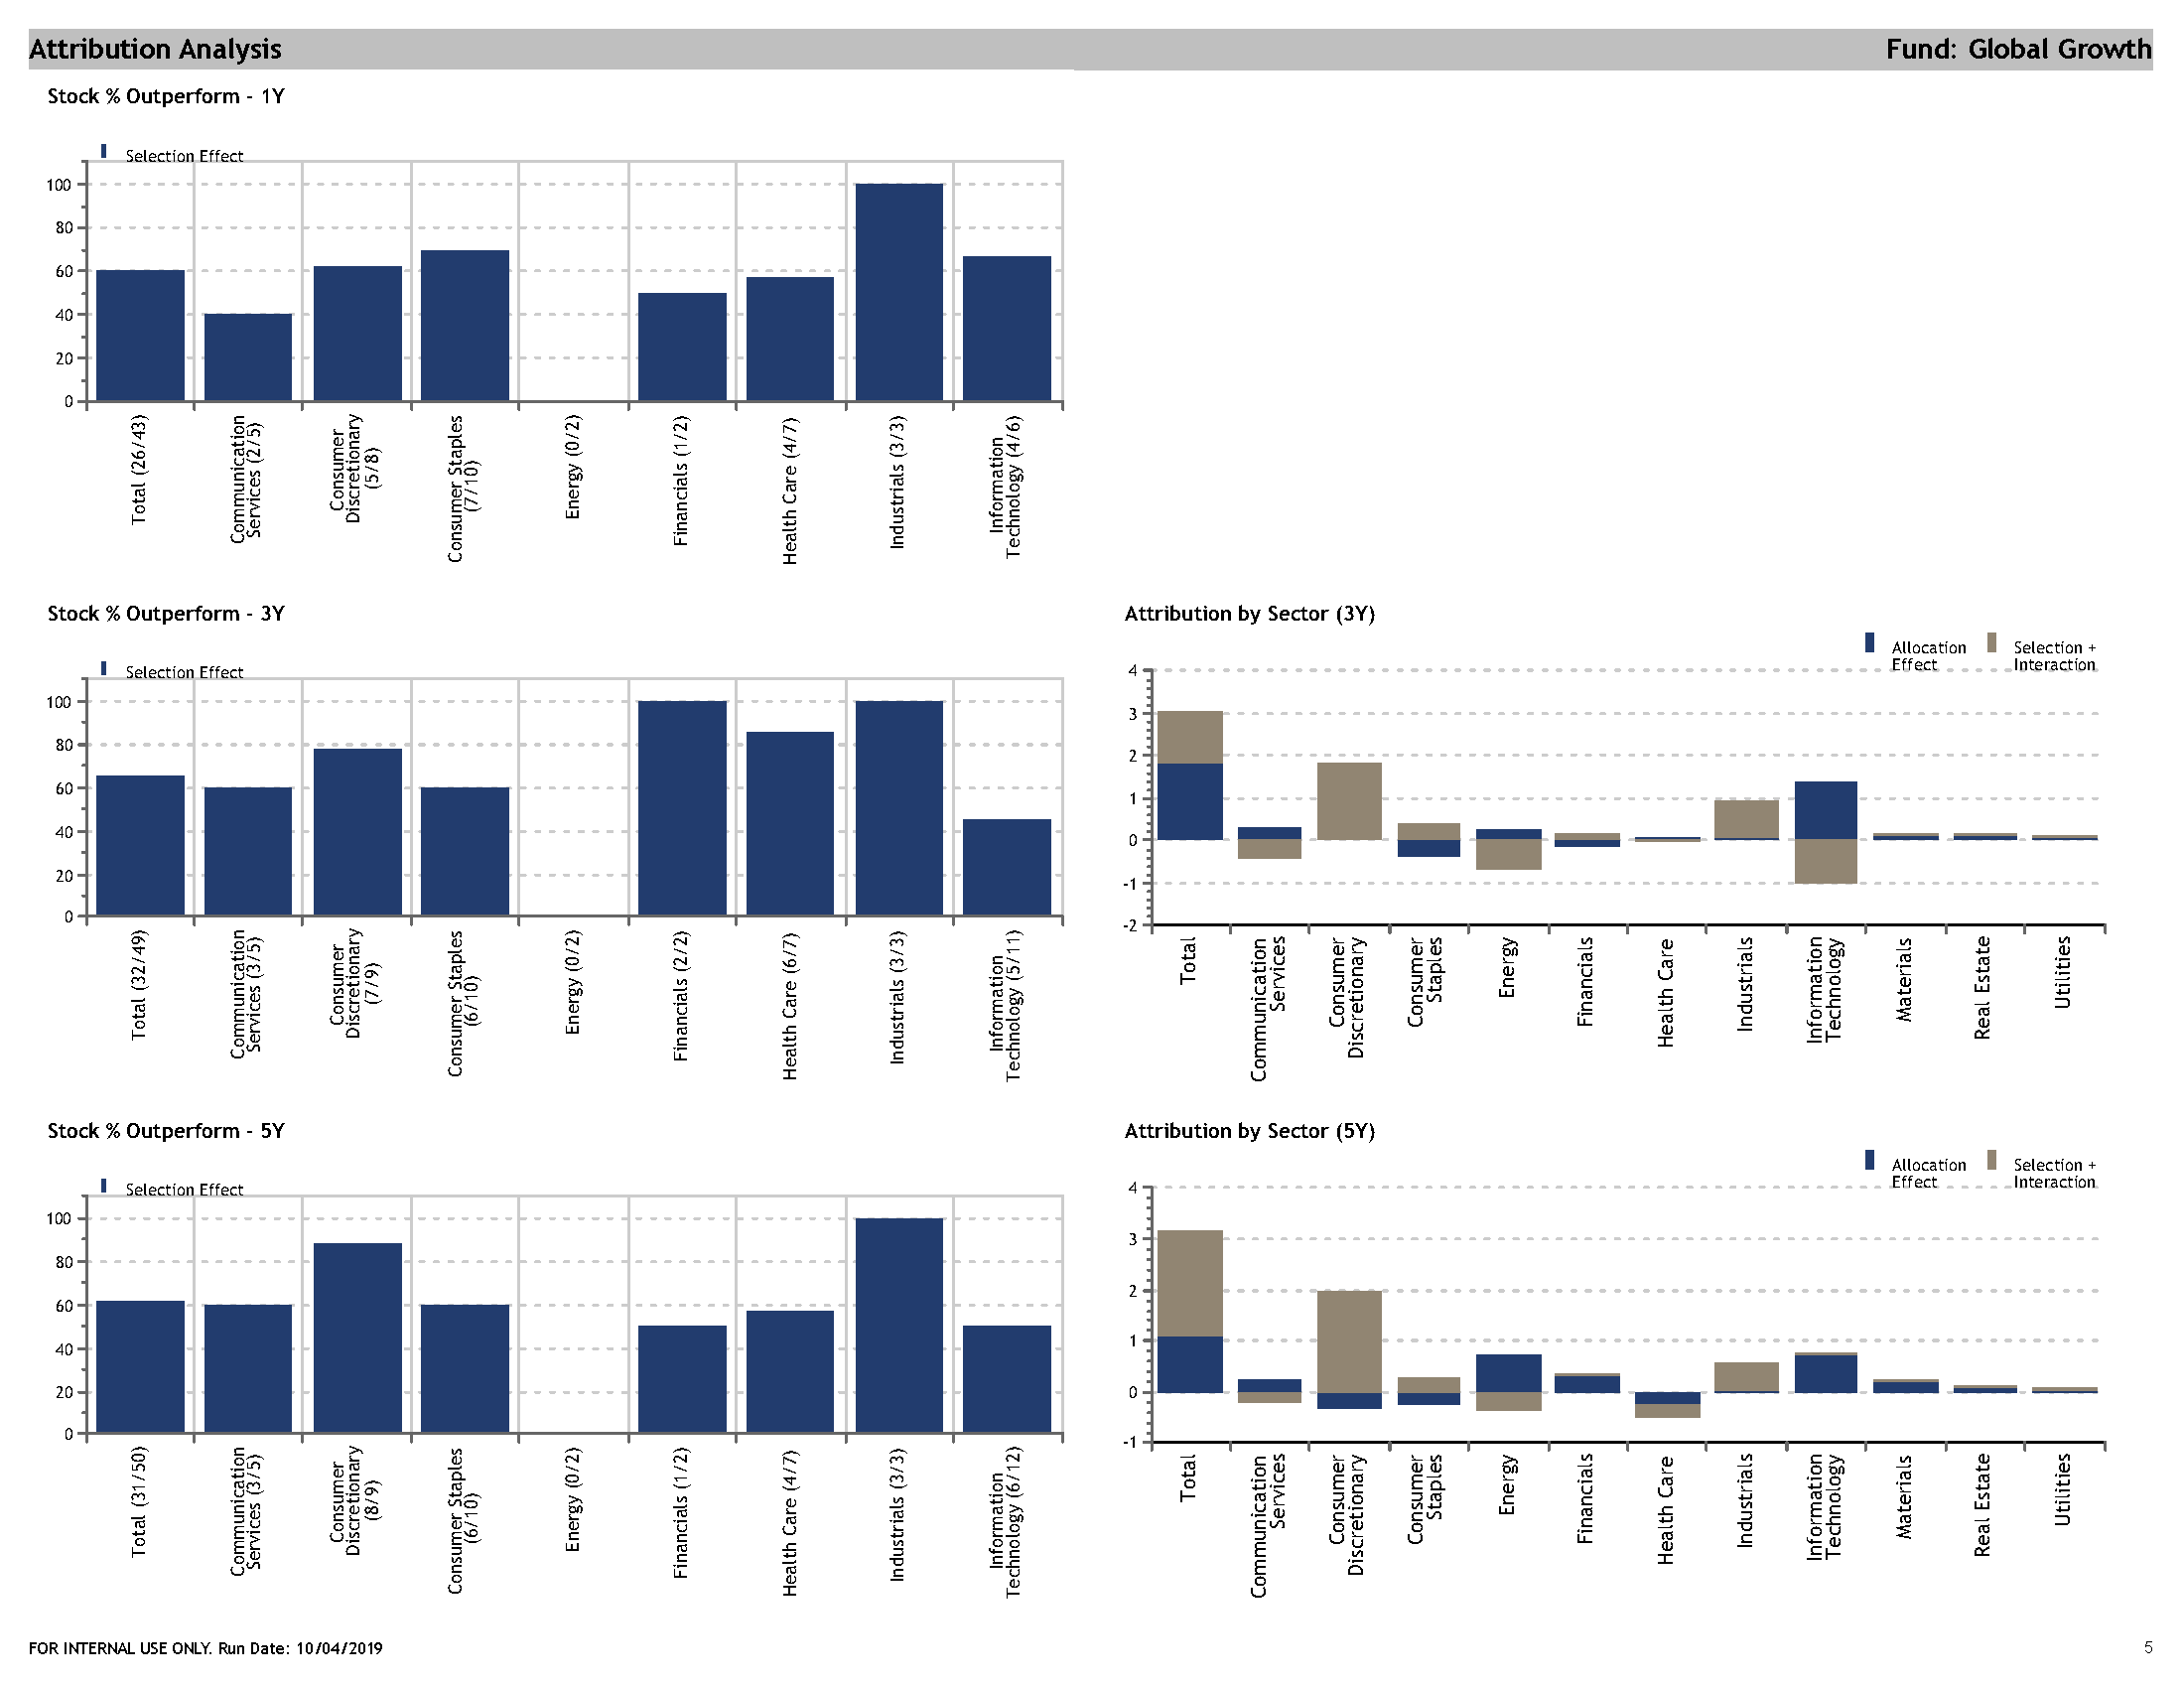 Attribution Analysis
Fund: Global Growth
Stock % Outperform - 1Y
Selection Effect
100
80
60
40
20
0
Total (26/43)
Communication
Services (2/5)
Consumer
Discretionary
(5/8)
Consumer Staples
(7/10)
Energy (0/2)
Financials (1/2)
Health Care (4/7)
Industrials (3/3)
Information
Technology (4/6)
Stock % Outperform - 3Y
Selection Effect
100
80
60
40
20
0
Total (32/49)
Communication
Services (3/5)
Consumer
Discretionary
(7/9)
Consumer Staples
(6/10)
Energy (0/2)
Financials (2/2)
Health Care (6/7)
Industrials (3/3)
Information
Technology (5/11)
Attribution by Sector (3Y)
Allocation
Effect
Selection +
Interaction
4
3
2
1
0
-1
-2
Total
Communication
Services
Consumer
Discretionary
Consumer
Staples
Energy
Financials
Health Care
Industrials
Information
Technology
Materials
Real Estate
Utilities
Stock % Outperform - 5Y
Selection Effect
100
80
60
40
20
0
Total (31/50)
Communication
Services (3/5)
Consumer
Discretionary
(8/9)
Consumer Staples
(6/10)
Energy (0/2)
Financials (1/2)
Health Care (4/7)
Industrials (3/3)
Information
Technology (6/12)
Attribution by Sector (5Y)
Allocation
Effect
Selection +
Interaction
4
3
2
1
0
-1
Total
Communication
Services
Consumer
Discretionary
Consumer
Staples
Energy
Financials
Health Care
Industrials
Information
Technology
Materials
Real Estate
Utilities
FOR INTERNAL USE ONLY. Run Date: 10/04/2019
5